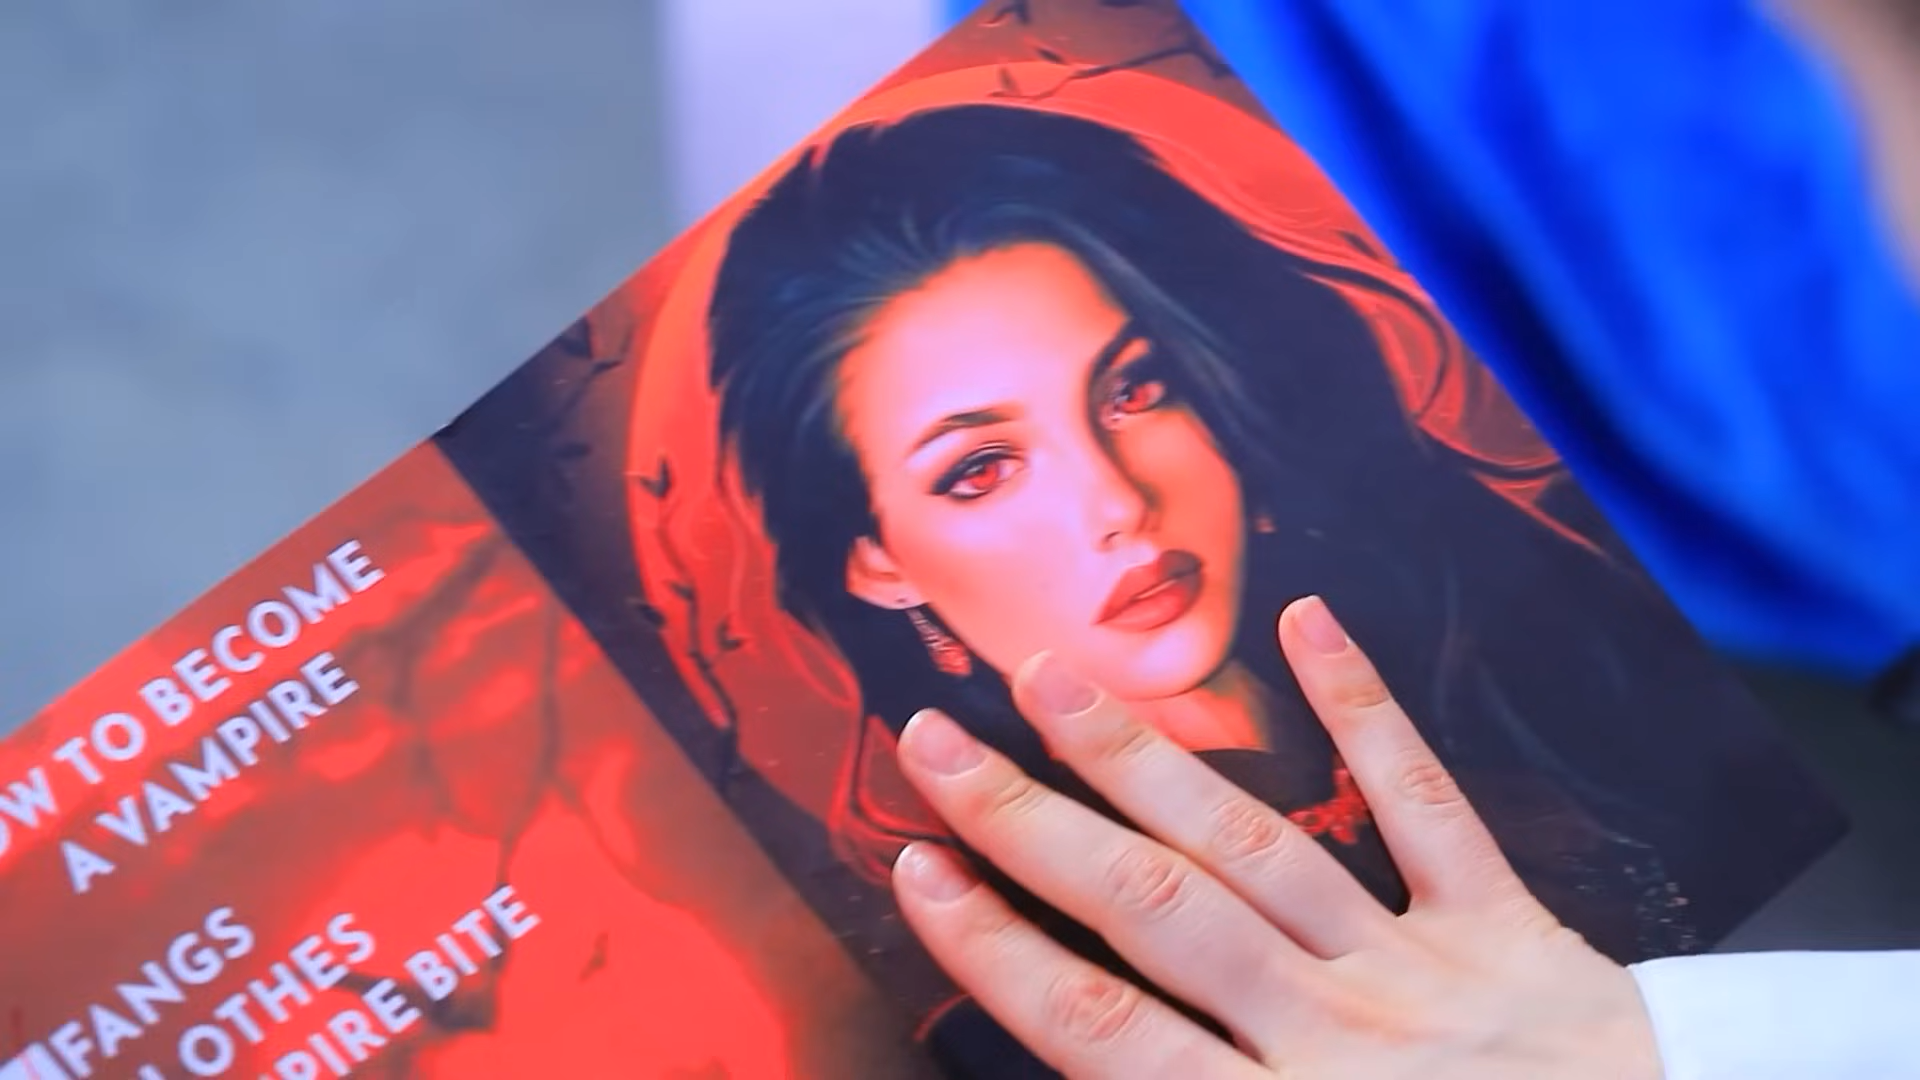 OW TO BECOME
A VAMPIRE
FANGS
LOTHES
PIRE BITE